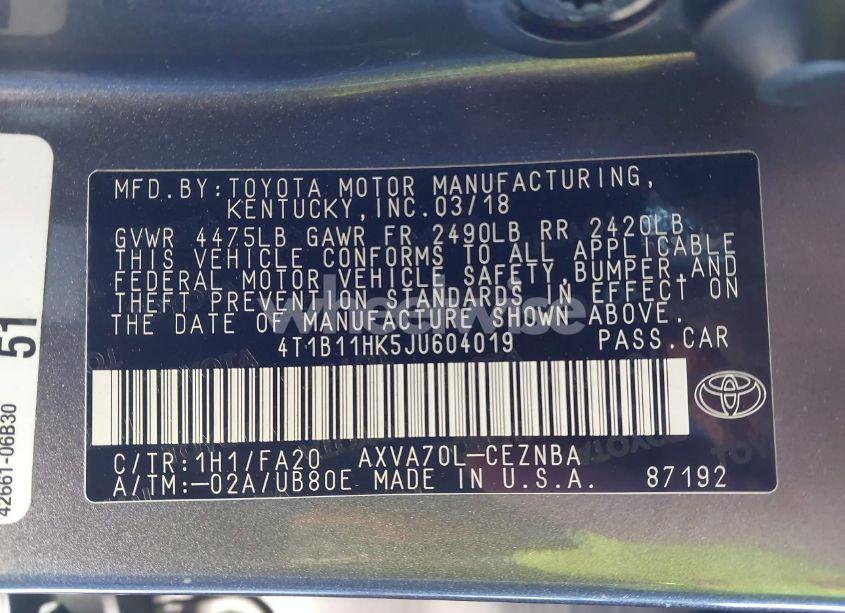 MFD. BY: TOYOTA MOTOR MANUFACTURING,
KENTUCKY, INC. 03/18
GVWR 4475LB GAWR FR 2490LB RR 2420LB
THIS VEHICLE CONFORMS TO ALL APPLICABLE
FEDERAL MOTOR VEHICLE SAFETY, BUMPER, AND
THEFT PREVENTION STANDARDS IN EFFECT ON
THE DATE OF MANUFACTURE SHOWN ABOVE.
4T1B11HK5JU604019 PASS.CAR
C/TR: 1H1/FA20 AXVA70L-CEZNBA
A/TM: -02A/UB80E MADE IN U.S.A. 87192
42661-06B30
51
wheelwise